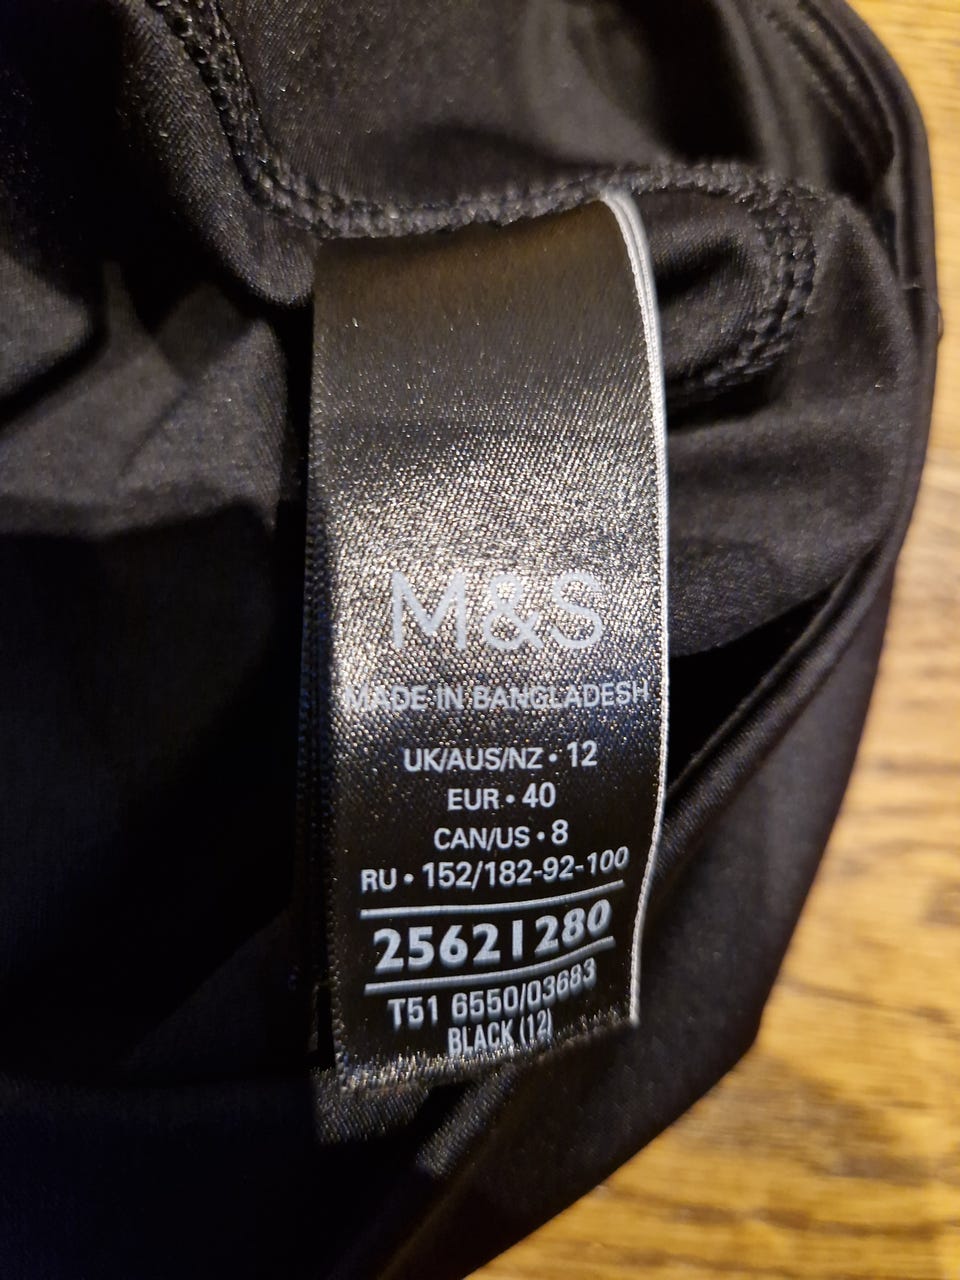 M&S
MADE IN BANGLADESH
UK/AUS/NZ • 12
EUR • 40
CAN/US • 8
RU • 152/182-92-100
25621280
T51 6550/03683
BLACK (12)